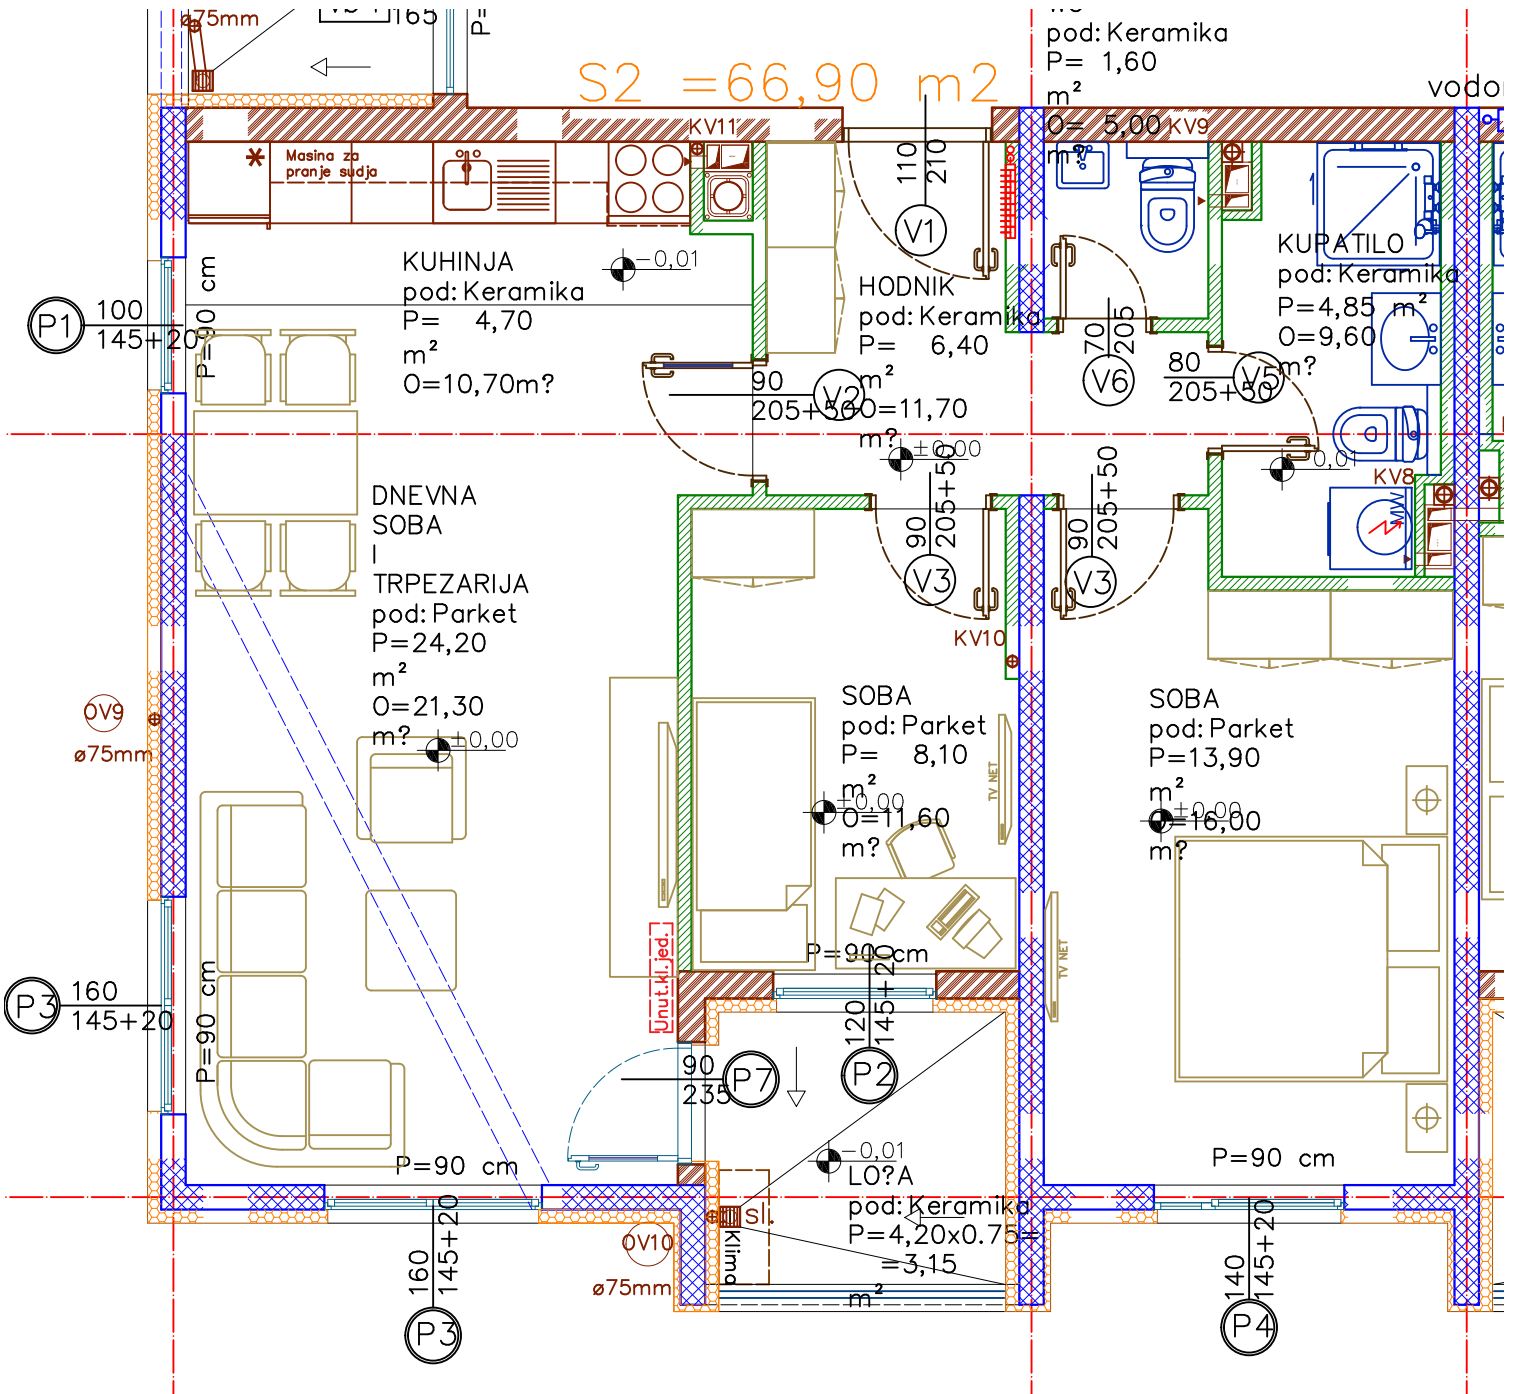 ø75mm
165
P=
S2 =66,90 m2
pod: Keramika
P= 1,60
m²
O= 5,00
m?
KV9
KV11
Masina za
pranje sudja
110
210
V1
KUHINJA
pod: Keramika
P= 4,70
m²
O=10,70m?
-0,01
HODNIK
pod: Keramika
P= 6,40
m²
O=11,70
m?
±0,00
KUPATILO
pod: Keramika
P=4,85 m²
O=9,60
m?
-0,01
P1
100
145+20
P=90 cm
90
205+50
V2
70
205
V6
80
205+50
V5
KV8
MW
DNEVNA
SOBA
I
TRPEZARIJA
pod: Parket
P=24,20
m²
O=21,30
m?
±0,00
90
205+50
V3
90
205+50
V3
KV10
OV9
ø75mm
SOBA
pod: Parket
P= 8,10
m²
O=11,60
m?
±0,00
TV NET
SOBA
pod: Parket
P=13,90
m²
O=16,00
m?
±0,00
TV NET
P3
160
145+20
P=90 cm
Unut.kl.jed.
P=90 cm
120
145+20
P2
90
235
P7
P=90 cm
160
145+20
P3
-0,01
LO?A
pod: Keramika
P=4,20x0.75=
=3,15
m²
sl.
Klima
OV10
ø75mm
P=90 cm
140
145+20
P4